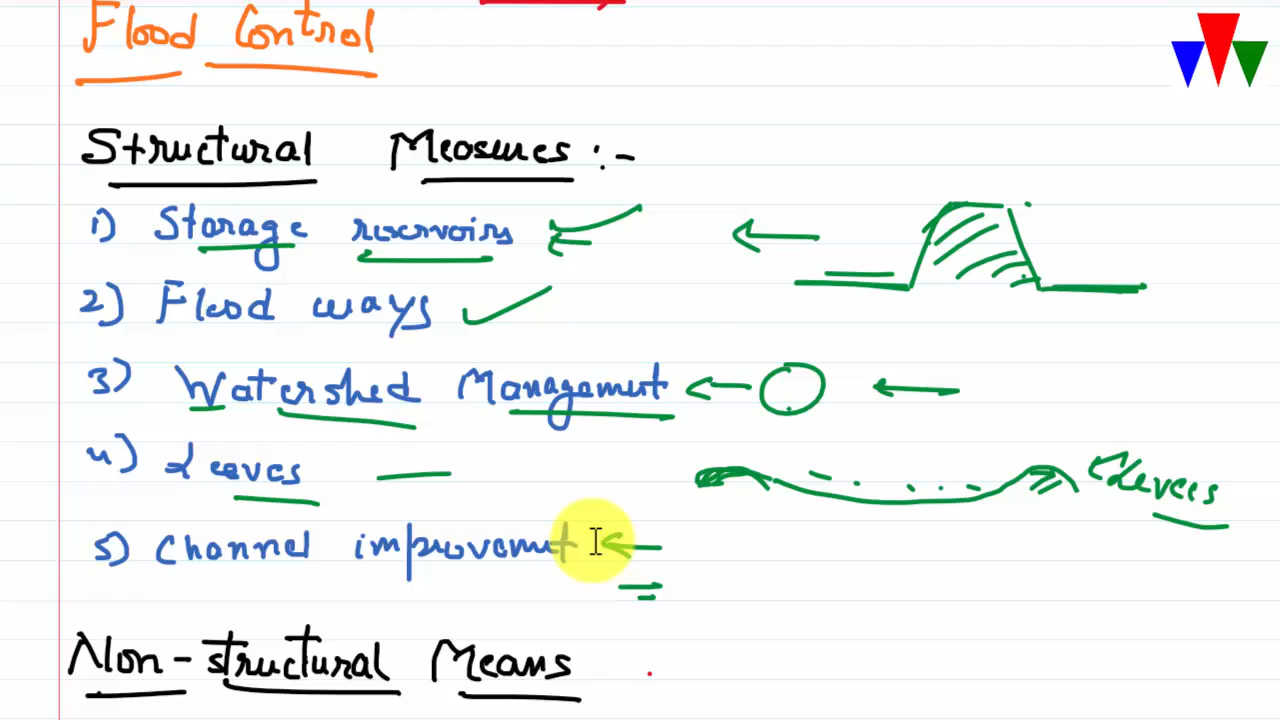 Flood Control
Structural Measures :-
1) Storage reservoirs
2) Flood ways
3) Watershed Management
4) Leaves
Levees
5) Channel improvement
Non-structural Means